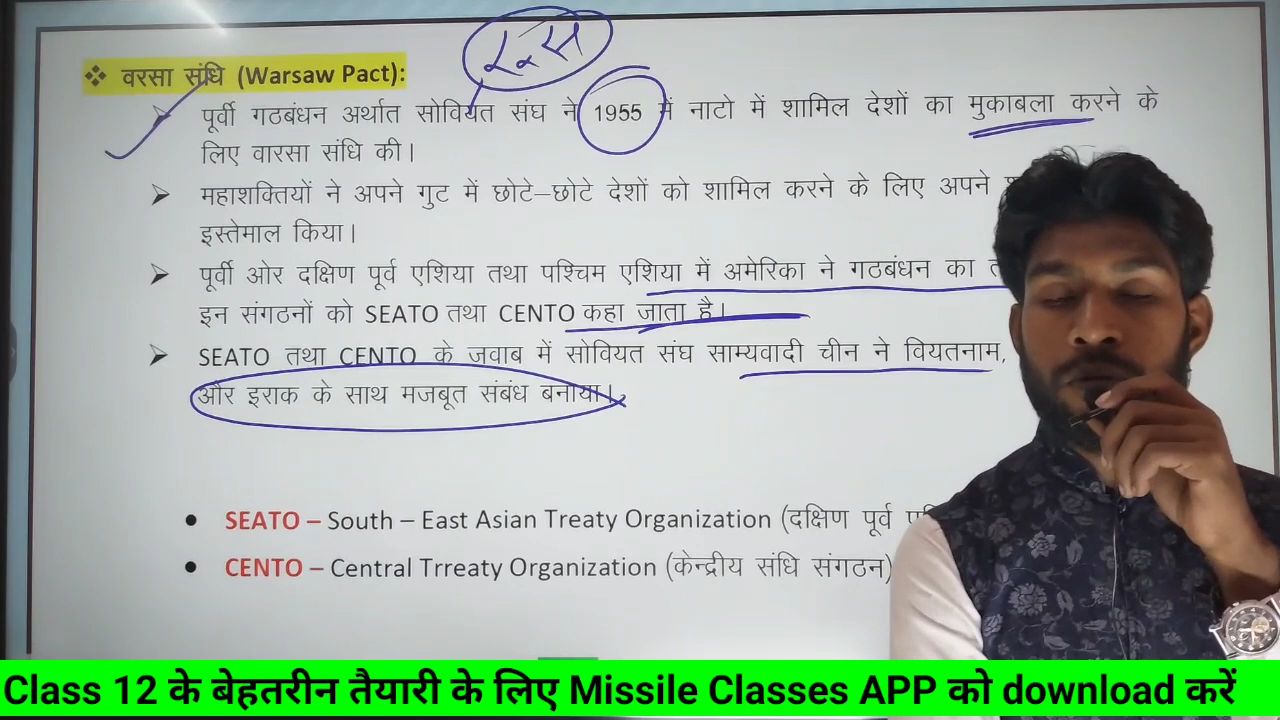 रूस
❖ वरसा संधि (Warsaw Pact):
➢ पूर्वी गठबंधन अर्थात सोवियत संघ ने 1955 में नाटो में शामिल देशों का मुकाबला करने के
लिए वारसा संधि की।
➢ महाशक्तियों ने अपने गुट में छोटे–छोटे देशों को शामिल करने के लिए अपने
इस्तेमाल किया।
➢ पूर्वी ओर दक्षिण पूर्व एशिया तथा पश्चिम एशिया में अमेरिका ने गठबंधन का
इन संगठनों को SEATO तथा CENTO कहा जाता है।
➢ SEATO तथा CENTO के जवाब में सोवियत संघ साम्यवादी चीन ने वियतनाम,
और इराक के साथ मजबूत संबंध बनाया।
• SEATO – South – East Asian Treaty Organization (दक्षिण पूर्व
• CENTO – Central Trreaty Organization (केन्द्रीय संधि संगठन)
Class 12 के बेहतरीन तैयारी के लिए Missile Classes APP को download करें